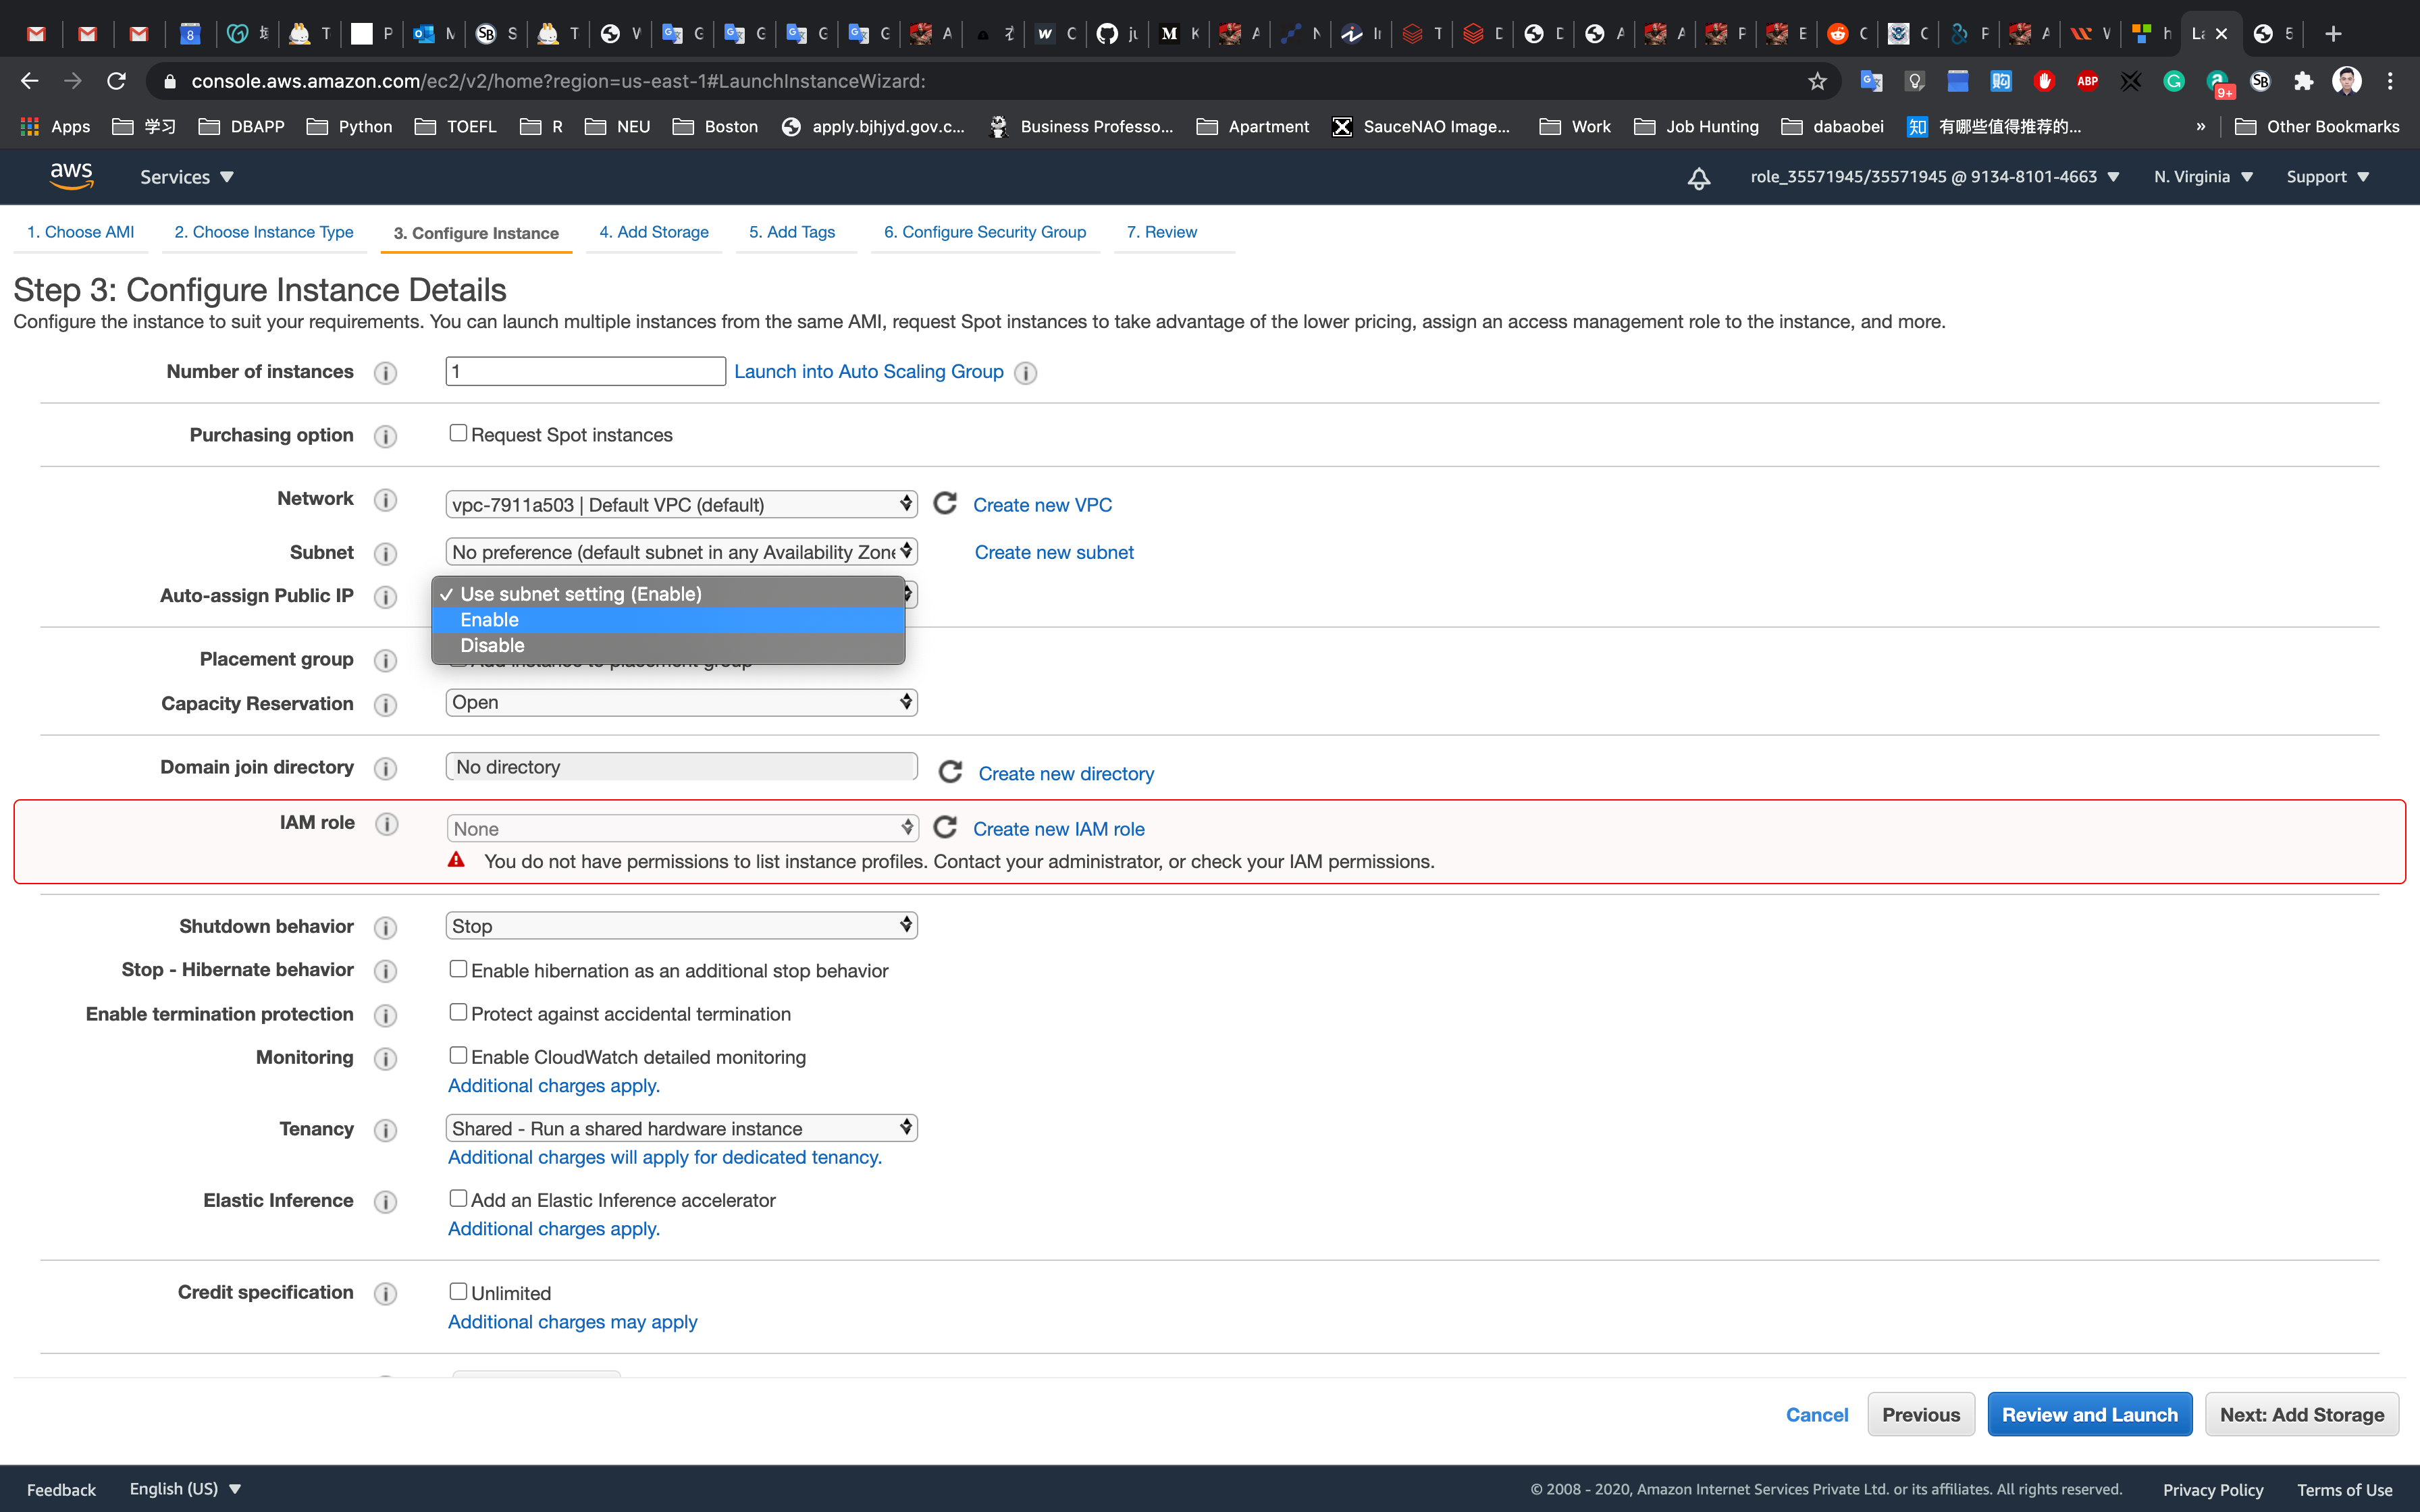 console.aws.amazon.com/ec2/v2/home?region=us-east-1#LaunchInstanceWizard:
ABP
9+
Apps 学习 DBAPP Python TOEFL R NEU Boston apply.bjhjyd.gov.c... Business Professo... Apartment SauceNAO Image... Work Job Hunting dabaobei 知 有哪些值得推荐的... » Other Bookmarks
aws Services role_35571945/35571945 @ 9134-8101-4663 N. Virginia Support
1. Choose AMI 2. Choose Instance Type 3. Configure Instance 4. Add Storage 5. Add Tags 6. Configure Security Group 7. Review
Step 3: Configure Instance Details
Configure the instance to suit your requirements. You can launch multiple instances from the same AMI, request Spot instances to take advantage of the lower pricing, assign an access management role to the instance, and more.
Number of instances 1 Launch into Auto Scaling Group
Purchasing option Request Spot instances
Network vpc-7911a503 | Default VPC (default) Create new VPC
Subnet No preference (default subnet in any Availability Zone Create new subnet
Auto-assign Public IP ✓ Use subnet setting (Enable)
Enable
Disable
Placement group Add instance to placement group
Capacity Reservation Open
Domain join directory No directory Create new directory
IAM role None Create new IAM role
You do not have permissions to list instance profiles. Contact your administrator, or check your IAM permissions.
Shutdown behavior Stop
Stop - Hibernate behavior Enable hibernation as an additional stop behavior
Enable termination protection Protect against accidental termination
Monitoring Enable CloudWatch detailed monitoring
Additional charges apply.
Tenancy Shared - Run a shared hardware instance
Additional charges will apply for dedicated tenancy.
Elastic Inference Add an Elastic Inference accelerator
Additional charges apply.
Credit specification Unlimited
Additional charges may apply
Cancel Previous Review and Launch Next: Add Storage
Feedback English (US) © 2008 - 2020, Amazon Internet Services Private Ltd. or its affiliates. All rights reserved. Privacy Policy Terms of Use